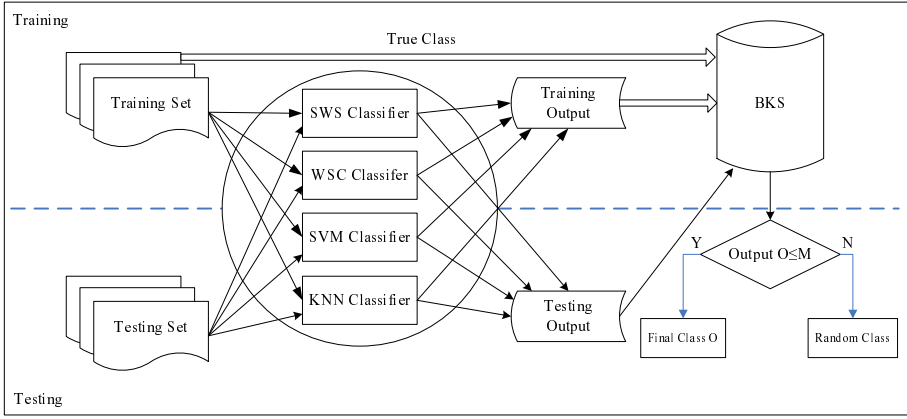 Training
True Class
Training Set
SWS Classifier
Training
Output
BKS
WSC Classifer
SVM Classifier
Y
Output O≤M
N
KNN Classifier
Testing Set
Testing
Output
Final Class O
Random Class
Testing